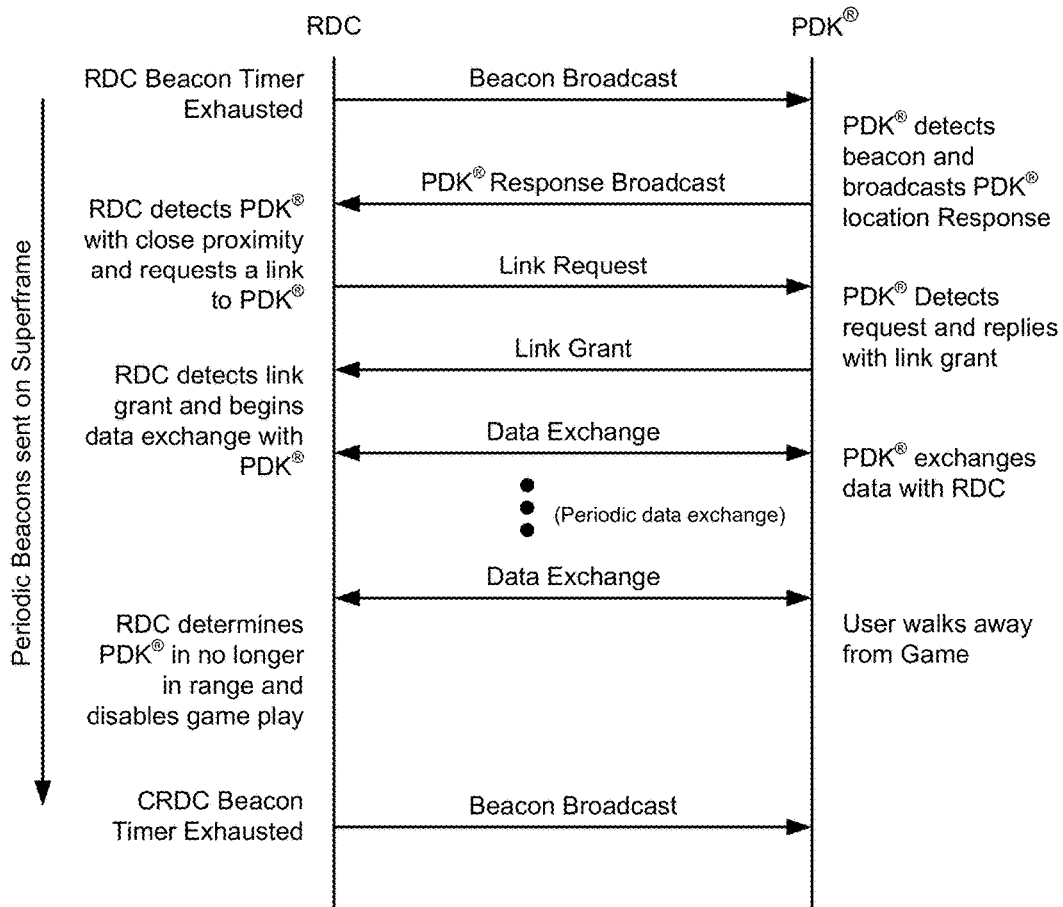 RDC
PDK®
RDC Beacon Timer
Exhausted
Beacon Broadcast
PDK® detects
beacon and
broadcasts PDK®
location Response
PDK® Response Broadcast
RDC detects PDK®
with close proximity
and requests a link
to PDK®
Link Request
PDK® Detects
request and replies
with link grant
Link Grant
RDC detects link
grant and begins
data exchange with
PDK®
Data Exchange
PDK® exchanges
data with RDC
(Periodic data exchange)
Data Exchange
RDC determines
PDK® in no longer
in range and
disables game play
User walks away
from Game
CRDC Beacon
Timer Exhausted
Beacon Broadcast
Periodic Beacons sent on Superframe